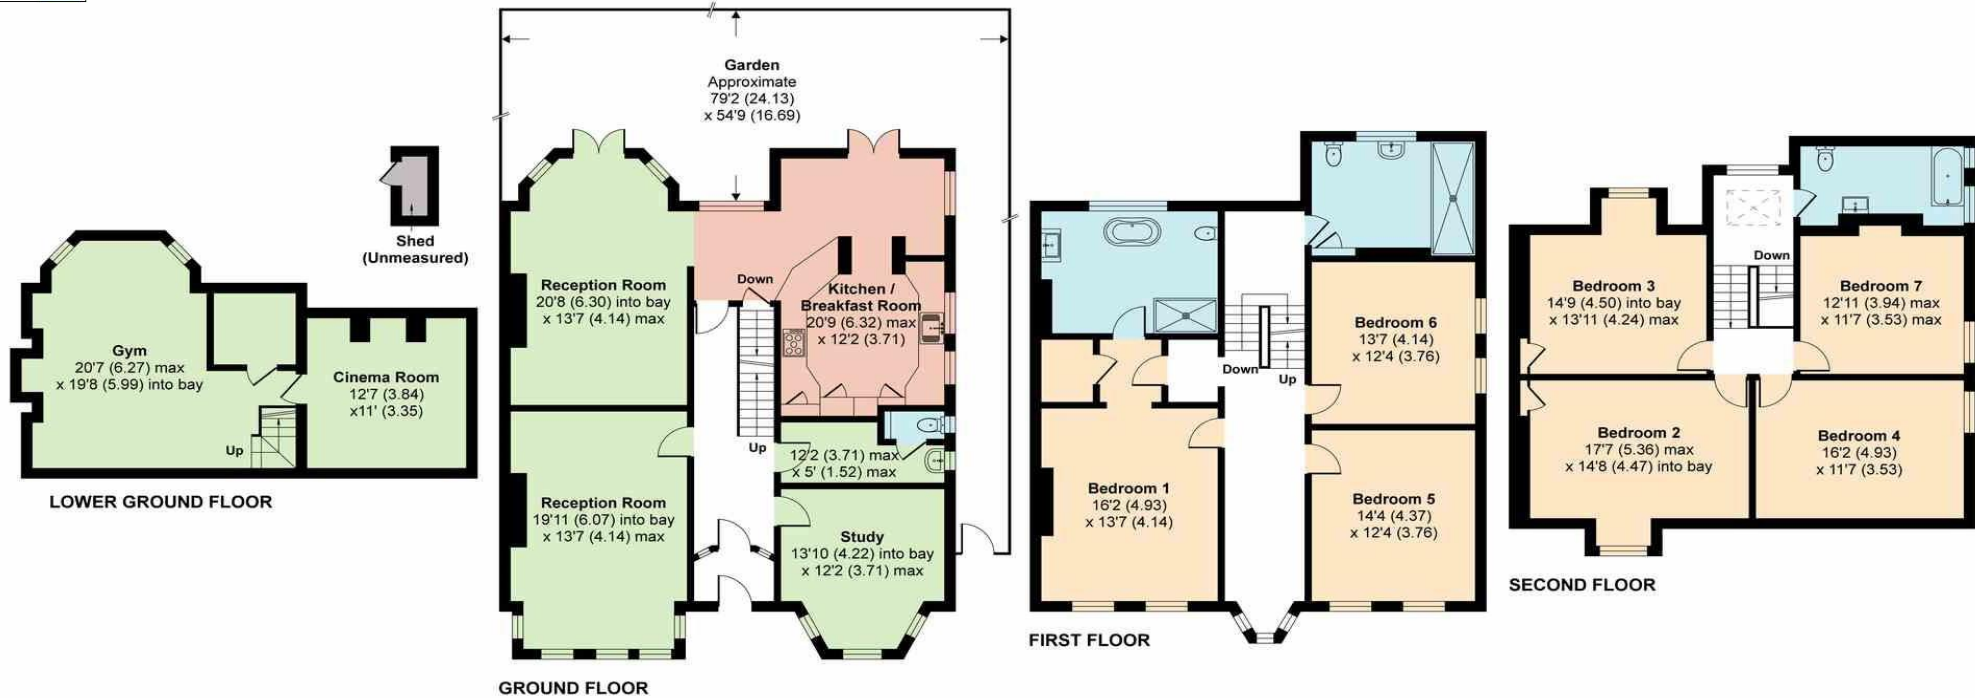 Garden
Approximate
79'2 (24.13)
x 54'9 (16.69)
Shed
(Unmeasured)
Gym
20'7 (6.27) max
x 19'8 (5.99) into bay
Cinema Room
12'7 (3.84)
x11' (3.35)
Up
LOWER GROUND FLOOR
Reception Room
20'8 (6.30) into bay
x 13'7 (4.14) max
Down
Kitchen /
Breakfast Room
20'9 (6.32) max
x 12'2 (3.71)
Up
12'2 (3.71) max
x 5' (1.52) max
Reception Room
19'11 (6.07) into bay
x 13'7 (4.14) max
Study
13'10 (4.22) into bay
x 12'2 (3.71) max
GROUND FLOOR
Down
Up
Bedroom 6
13'7 (4.14)
x 12'4 (3.76)
Bedroom 1
16'2 (4.93)
x 13'7 (4.14)
Bedroom 5
14'4 (4.37)
x 12'4 (3.76)
FIRST FLOOR
Down
Bedroom 3
14'9 (4.50) into bay
x 13'11 (4.24) max
Bedroom 7
12'11 (3.94) max
x 11'7 (3.53) max
Bedroom 2
17'7 (5.36) max
x 14'8 (4.47) into bay
Bedroom 4
16'2 (4.93)
x 11'7 (3.53)
SECOND FLOOR